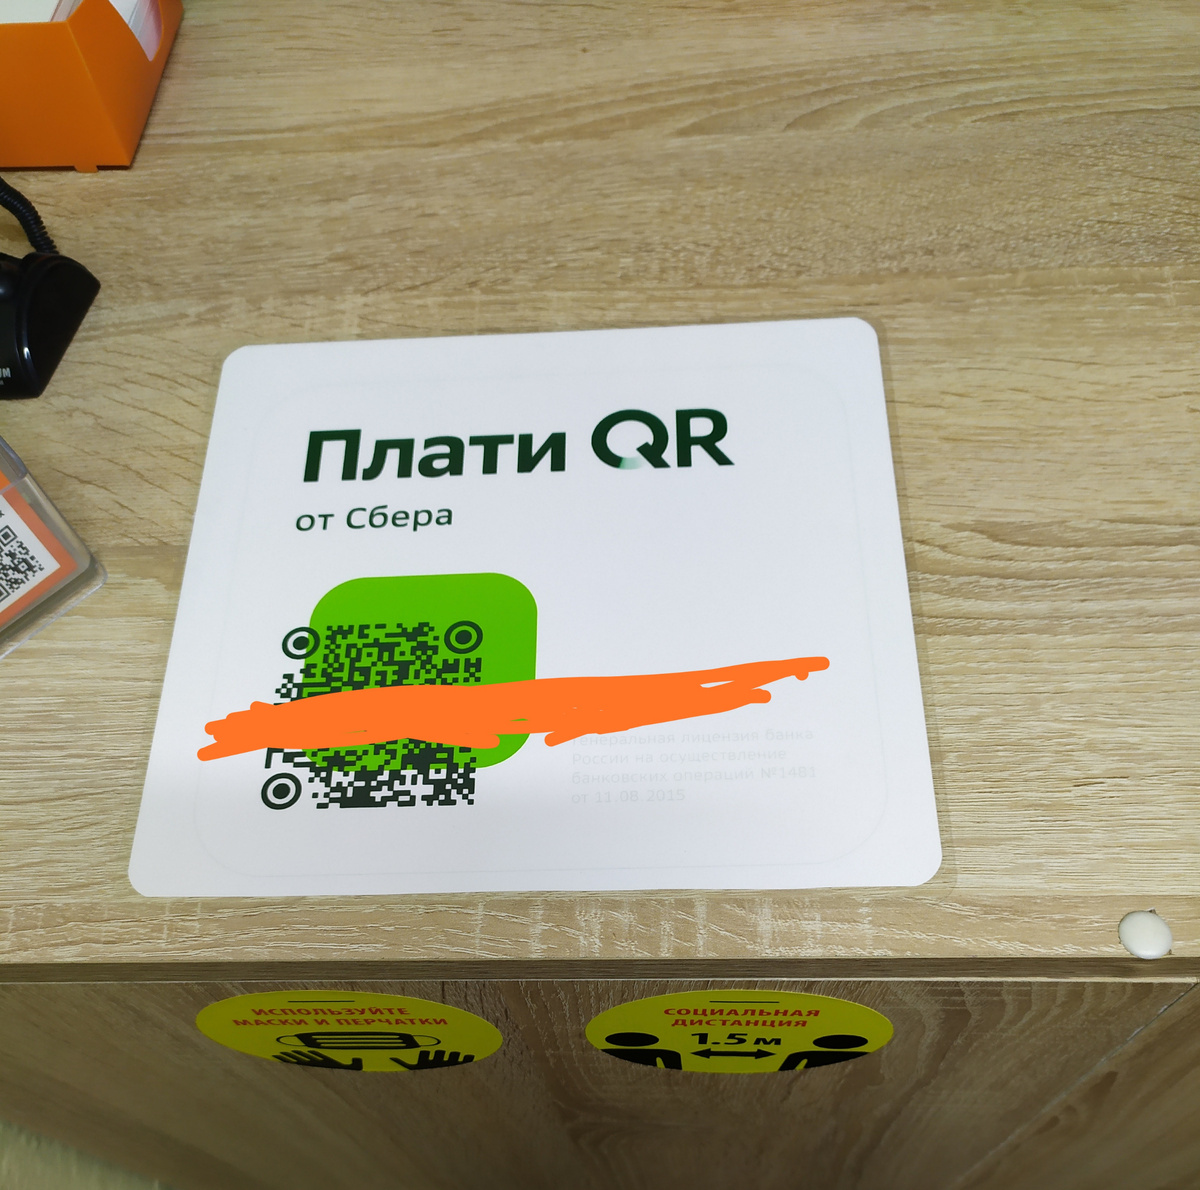 Плати QR
от Сбера
Генеральная лицензия банка
России на осуществление
банковских операций №1481
от 11.08.2015
ИСПОЛЬЗУЙТЕ
МАСКИ И ПЕРЧАТКИ
СОЦИАЛЬНАЯ
ДИСТАНЦИЯ
1.5 м